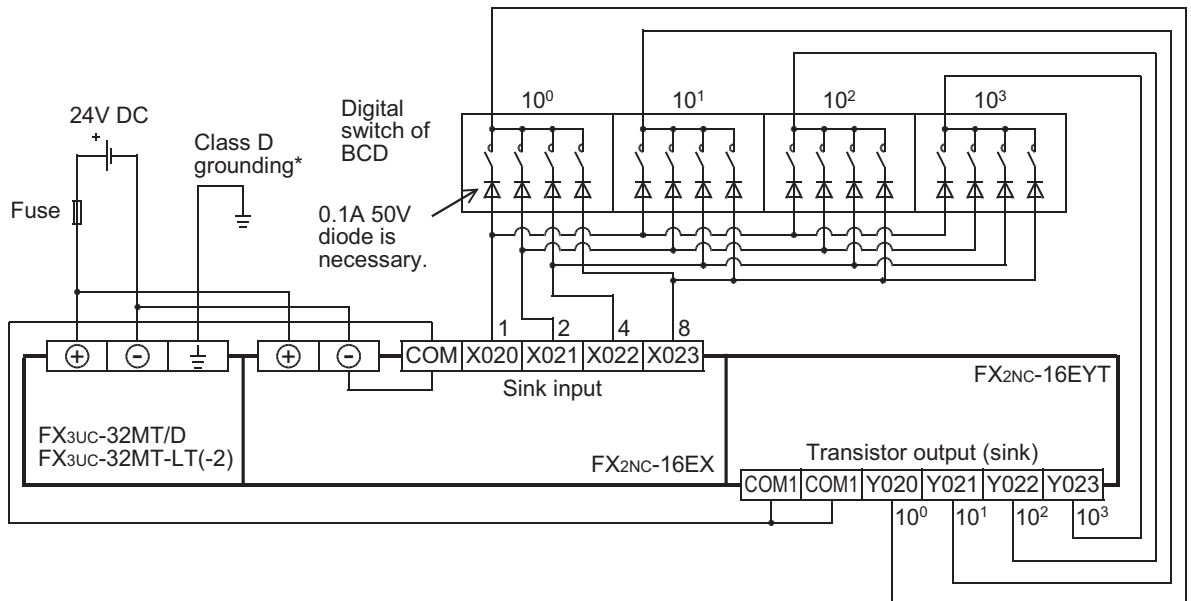 24V DC
+
Fuse
Class D
grounding*
Digital
switch of
BCD
10⁰ 10¹ 10² 10³
0.1A 50V
diode is
necessary.
1 2 4 8
+ - + - COM X020 X021 X022 X023
Sink input
FX3UC-32MT/D
FX3UC-32MT-LT(-2)
FX2NC-16EX
FX2NC-16EYT
Transistor output (sink)
COM1 COM1 Y020 Y021 Y022 Y023
10⁰ 10¹ 10² 10³